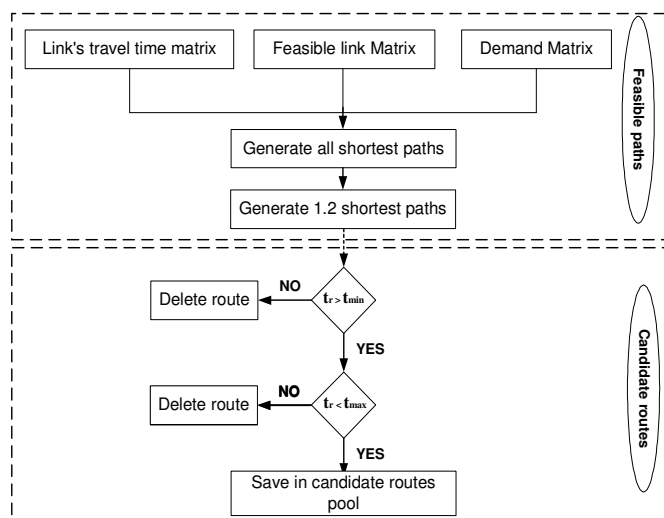 Link's travel time matrix
Feasible link Matrix
Demand Matrix
Feasible paths
Generate all shortest paths
Generate 1.2 shortest paths
tr > tmin
NO
Delete route
YES
tr < tmax
NO
Delete route
YES
Save in candidate routes
pool
Candidate routes